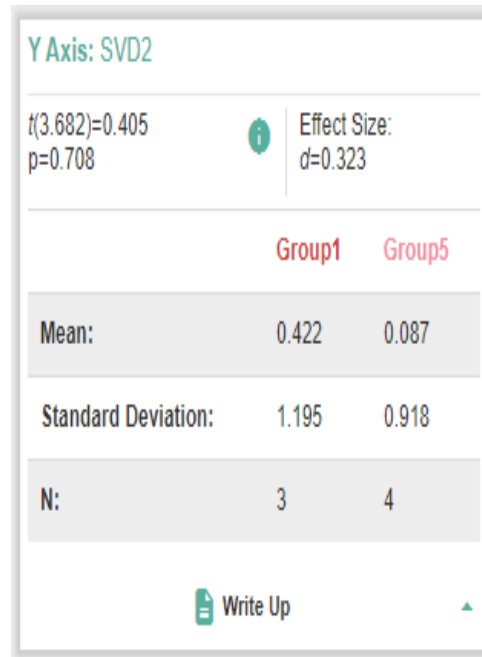 Y Axis: SVD2
t(3.682)=0.405
p=0.708
Effect Size:
d=0.323
Group1 Group5
Mean: 0.422 0.087
Standard Deviation: 1.195 0.918
N: 3 4
Write Up